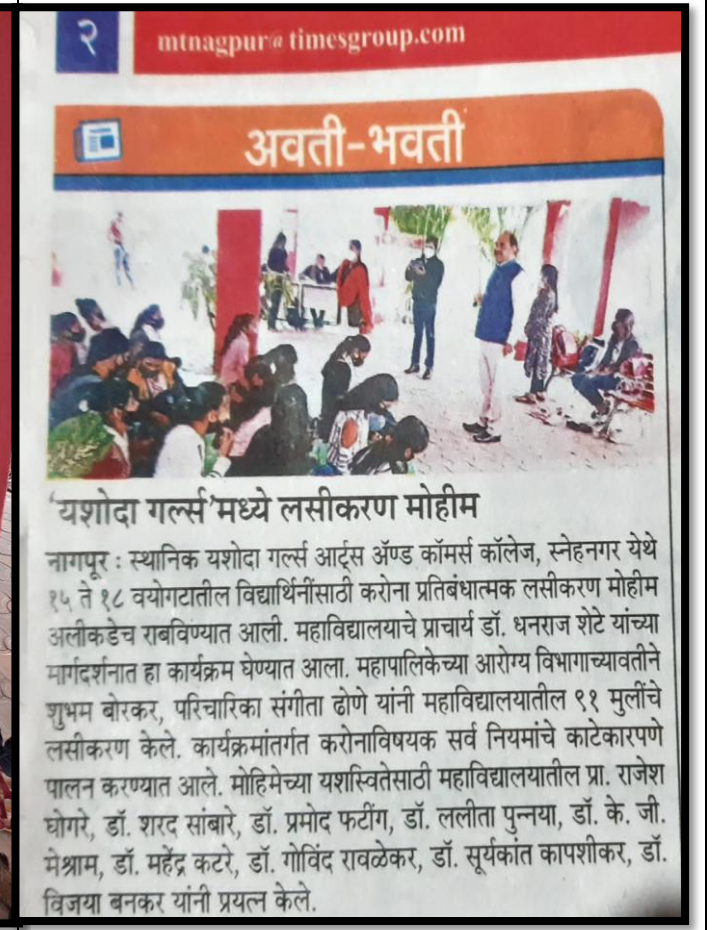 २
mtnagpur@timesgroup.com
अवती-भवती
'यशोदा गर्ल्स'मध्ये लसीकरण मोहीम
नागपूर : स्थानिक यशोदा गर्ल्स आर्ट्स ॲण्ड कॉमर्स कॉलेज, स्नेहनगर येथे
१५ ते १८ वयोगटातील विद्यार्थिनींसाठी करोना प्रतिबंधात्मक लसीकरण मोहीम
अलीकडेच राबविण्यात आली. महाविद्यालयाचे प्राचार्य डॉ. धनराज शेटे यांच्या
मार्गदर्शनात हा कार्यक्रम घेण्यात आला. महापालिकेच्या आरोग्य विभागाच्यावतीने
शुभम बोरकर, परिचारिका संगीता ढोणे यांनी महाविद्यालयातील ९१ मुलींचे
लसीकरण केले. कार्यक्रमांतर्गत करोनाविषयक सर्व नियमांचे काटेकारपणे
पालन करण्यात आले. मोहिमेच्या यशस्वितेसाठी महाविद्यालयातील प्रा. राजेश
घोगरे, डॉ. शरद सांबारे, डॉ. प्रमोद फटींग, डॉ. ललीता पुन्नया, डॉ. के. जी.
मेश्राम, डॉ. महेंद्र कटरे, डॉ. गोविंद रावळेकर, डॉ. सूर्यकांत कापशीकर, डॉ.
विजया बनकर यांनी प्रयत्न केले.